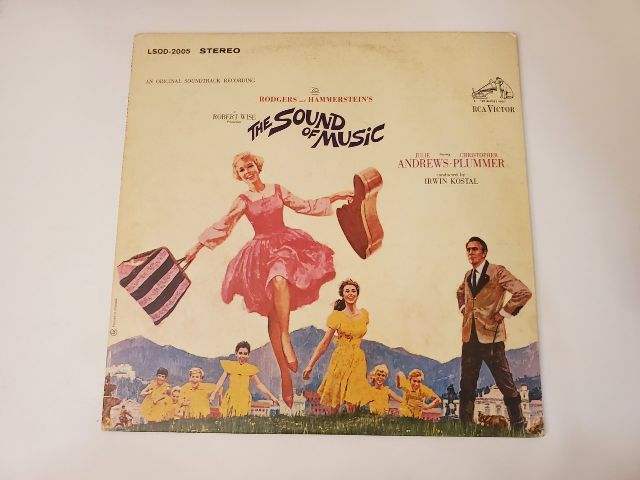 LSOD-2005 STEREO
AN ORIGINAL SOUNDTRACK RECORDING
RCA VICTOR
RODGERS AND HAMMERSTEIN'S
ROBERT WISE
THE SOUND
OF MUSIC
JULIE CHRISTOPHER
ANDREWS-PLUMMER
conducted by
IRWIN KOSTAL